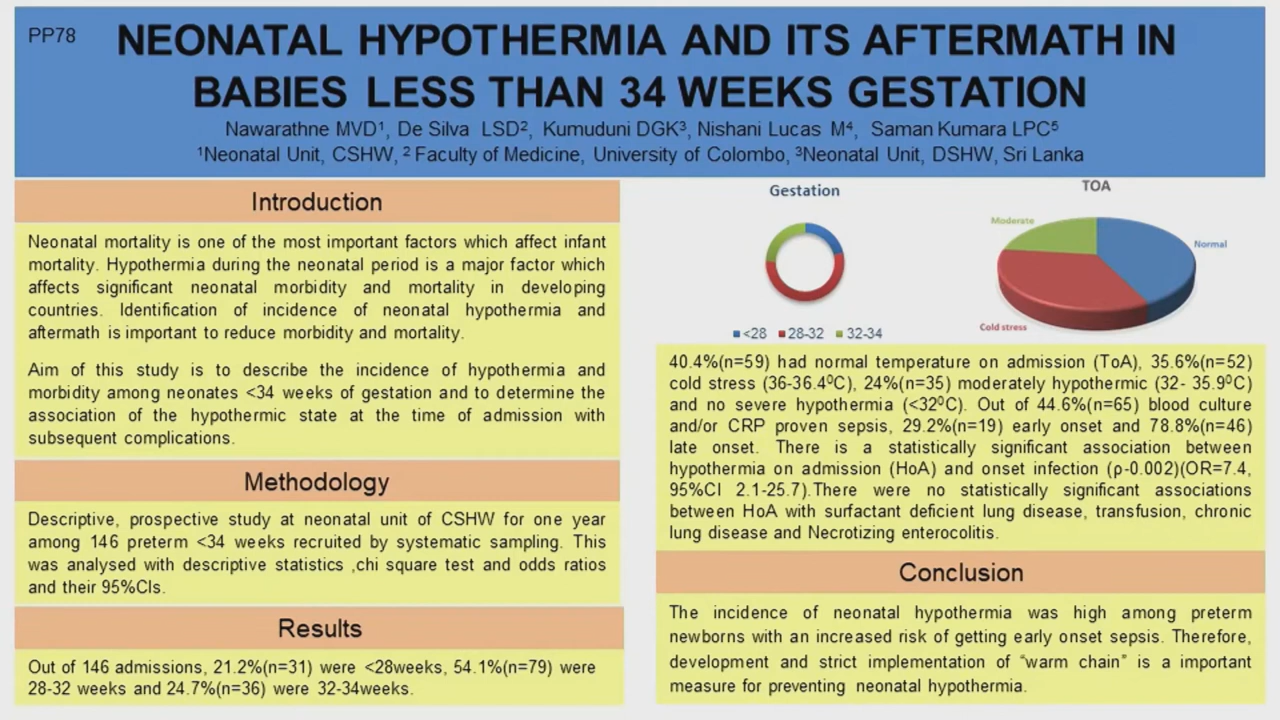 PP78
NEONATAL HYPOTHERMIA AND ITS AFTERMATH IN
BABIES LESS THAN 34 WEEKS GESTATION
Nawarathne MVD¹, De Silva LSD², Kumuduni DGK³, Nishani Lucas M⁴, Saman Kumara LPC⁵
¹Neonatal Unit, CSHW, ² Faculty of Medicine, University of Colombo, ³Neonatal Unit, DSHW, Sri Lanka
Introduction
Neonatal mortality is one of the most important factors which affect infant
mortality. Hypothermia during the neonatal period is a major factor which
affects significant neonatal morbidity and mortality in developing
countries. Identification of incidence of neonatal hypothermia and
aftermath is important to reduce morbidity and mortality.
Aim of this study is to describe the incidence of hypothermia and
morbidity among neonates <34 weeks of gestation and to determine the
association of the hypothermic state at the time of admission with
subsequent complications.
Methodology
Descriptive, prospective study at neonatal unit of CSHW for one year
among 146 preterm <34 weeks recruited by systematic sampling. This
was analysed with descriptive statistics ,chi square test and odds ratios
and their 95%CIs.
Results
Out of 146 admissions, 21.2%(n=31) were <28weeks, 54.1%(n=79) were
28-32 weeks and 24.7%(n=36) were 32-34weeks.
Gestation
<28 28-32 32-34
TOA
Moderate
Normal
Cold stress
40.4%(n=59) had normal temperature on admission (ToA), 35.6%(n=52)
cold stress (36-36.4⁰C), 24%(n=35) moderately hypothermic (32- 35.9⁰C)
and no severe hypothermia (<32⁰C). Out of 44.6%(n=65) blood culture
and/or CRP proven sepsis, 29.2%(n=19) early onset and 78.8%(n=46)
late onset. There is a statistically significant association between
hypothermia on admission (HoA) and onset infection (ρ-0.002)(OR=7.4,
95%CI 2.1-25.7).There were no statistically significant associations
between HoA with surfactant deficient lung disease, transfusion, chronic
lung disease and Necrotizing enterocolitis.
Conclusion
The incidence of neonatal hypothermia was high among preterm
newborns with an increased risk of getting early onset sepsis. Therefore,
development and strict implementation of “warm chain” is a important
measure for preventing neonatal hypothermia.